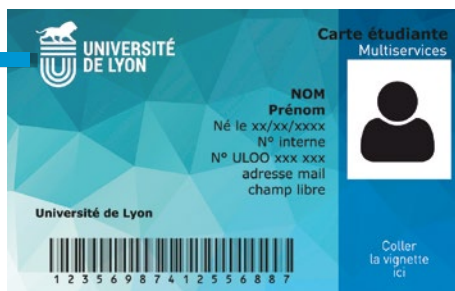 UNIVERSITÉ
DE LYON
Carte étudiante
Multiservices
NOM
Prénom
Né le xx/xx/xxxx
N° interne
N° ULOO xxx xxx
adresse mail
champ libre
Université de Lyon
1 2 3 5 6 9 8 7 4 1 2 5 5 6 8 8 7
Coller
la vignette
ici